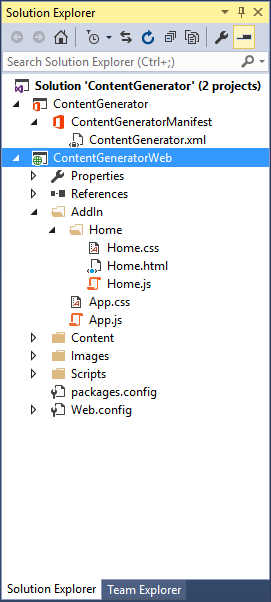 Solution Explorer
Search Solution Explorer (Ctrl+;)
Solution 'ContentGenerator' (2 projects)
ContentGenerator
ContentGeneratorManifest
ContentGenerator.xml
ContentGeneratorWeb
Properties
References
AddIn
Home
Home.css
Home.html
Home.js
App.css
App.js
Content
Images
Scripts
packages.config
Web.config
Solution Explorer Team Explorer